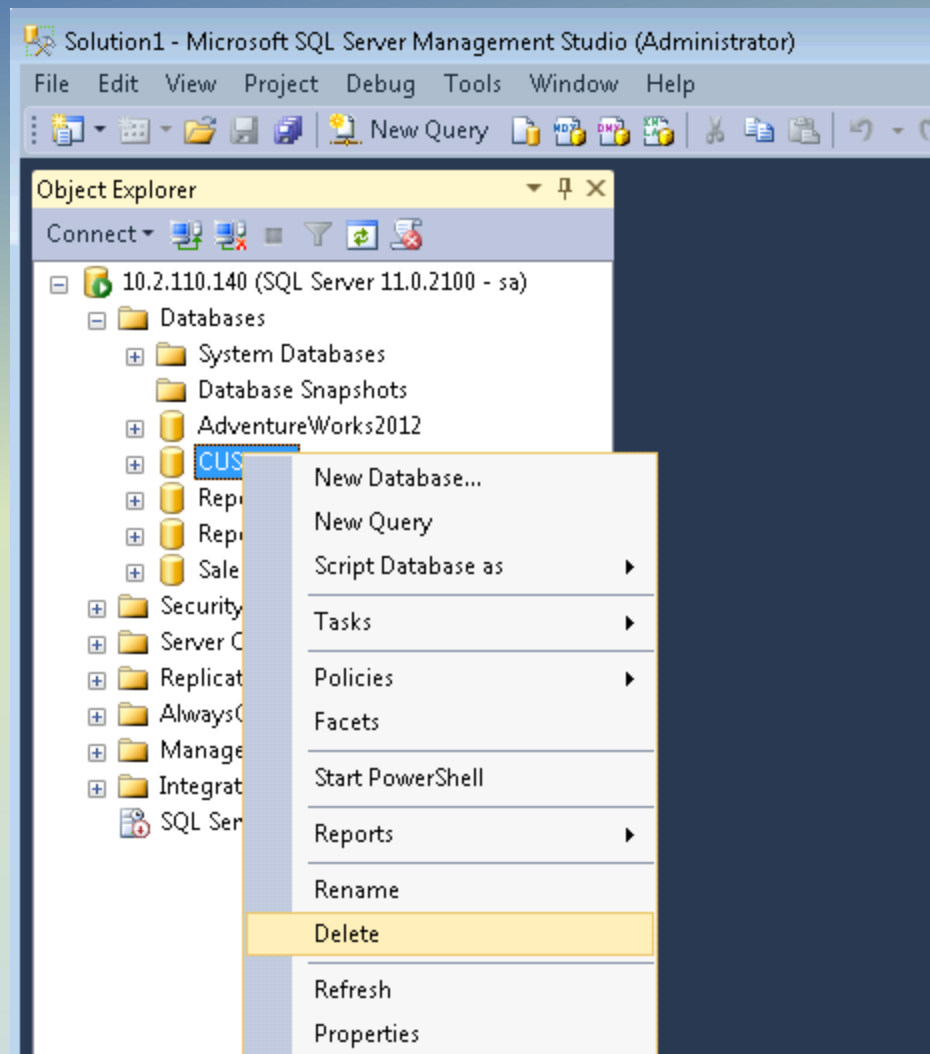 Solution1 - Microsoft SQL Server Management Studio (Administrator)
File Edit View Project Debug Tools Window Help
New Query
Object Explorer
Connect
10.2.110.140 (SQL Server 11.0.2100 - sa)
Databases
System Databases
Database Snapshots
AdventureWorks2012
CUS
Rep
Rep
Sale
Security
Server
Replicat
Always
Manage
Integrat
SQL Ser
New Database...
New Query
Script Database as
Tasks
Policies
Facets
Start PowerShell
Reports
Rename
Delete
Refresh
Properties